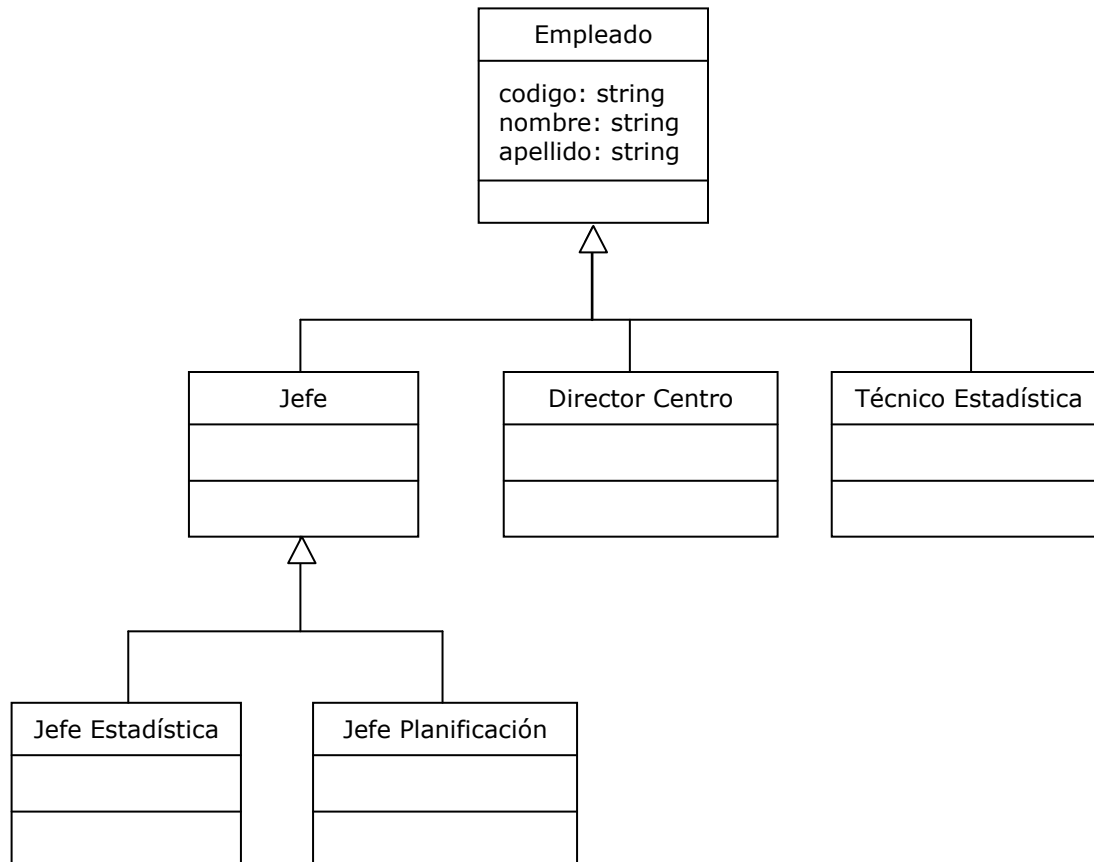 Empleado
codigo: string
nombre: string
apellido: string
Jefe
Director Centro
Técnico Estadística
Jefe Estadística
Jefe Planificación